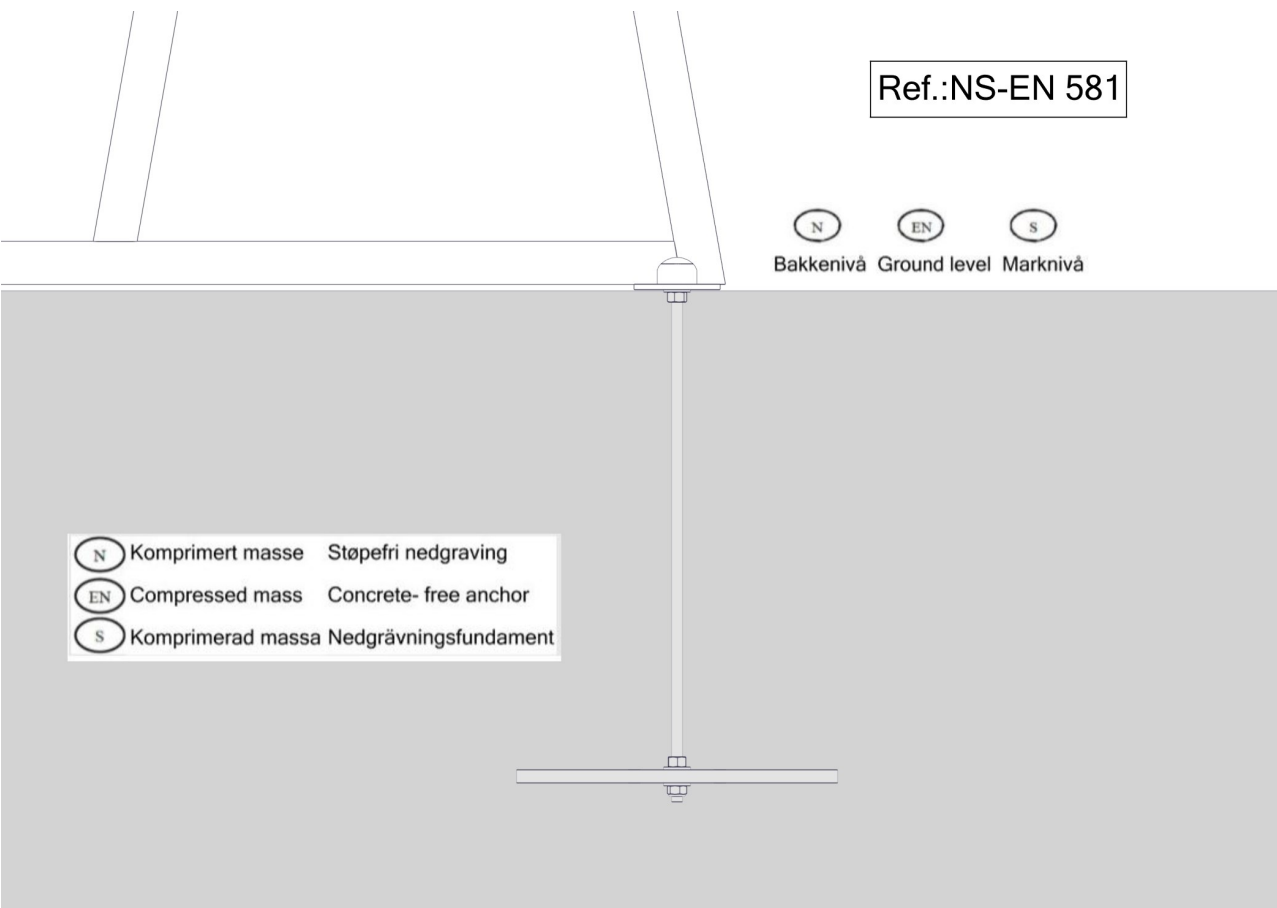 Ref.:NS-EN 581
N EN S
Bakkenivå Ground level Marknivå
N Komprimert masse Støpefri nedgraving
EN Compressed mass Concrete- free anchor
S Komprimerad massa Nedgrävningsfundament